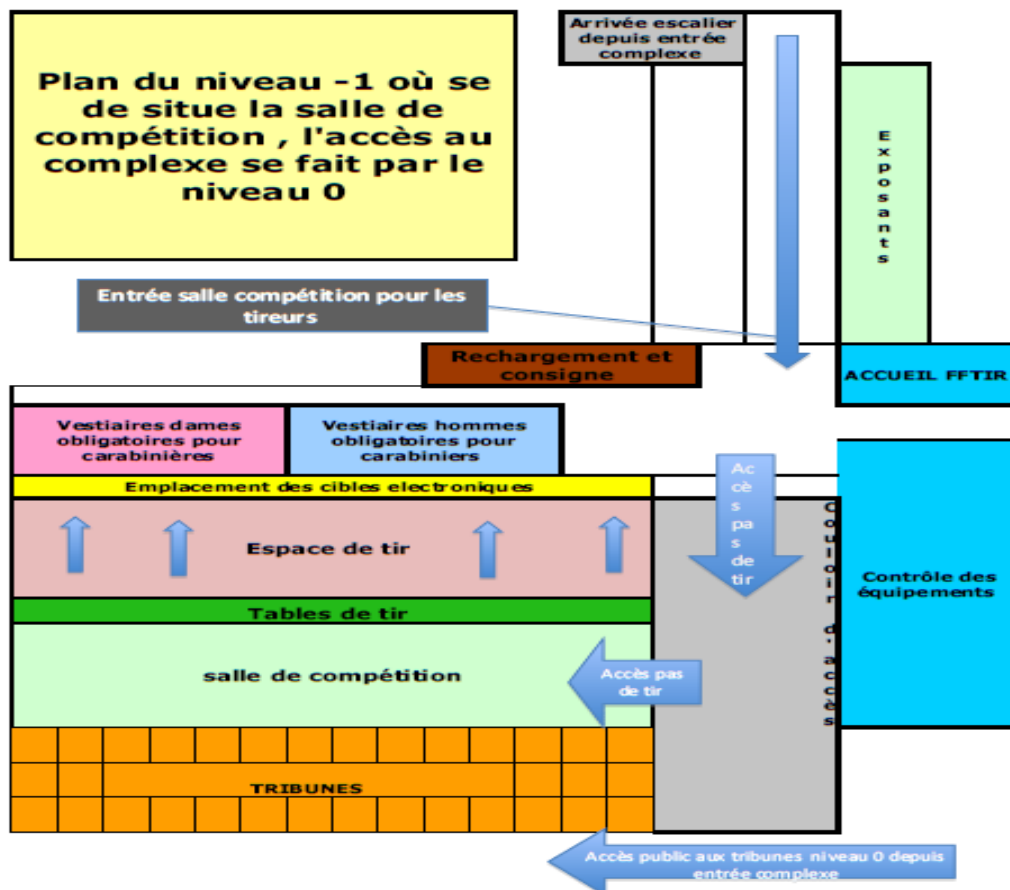 Plan du niveau -1 où se
de situe la salle de
compétition , l'accès au
complexe se fait par le
niveau 0
Arrivée escalier
depuis entrée
complexe
Exposants
Entrée salle compétition pour les
tireurs
Rechargement et
consigne
ACCUEIL FFTIR
Vestiaires dames
obligatoires pour
carabinières
Vestiaires hommes
obligatoires pour
carabiniers
Emplacement des cibles electroniques
Ac
cè
s
pa
s
de
tir
Couloir d'accès
Espace de tir
Contrôle des
équipements
Tables de tir
salle de compétition
Accès pas
de tir
TRIBUNES
Accès public aux tribunes niveau 0 depuis
entrée complexe